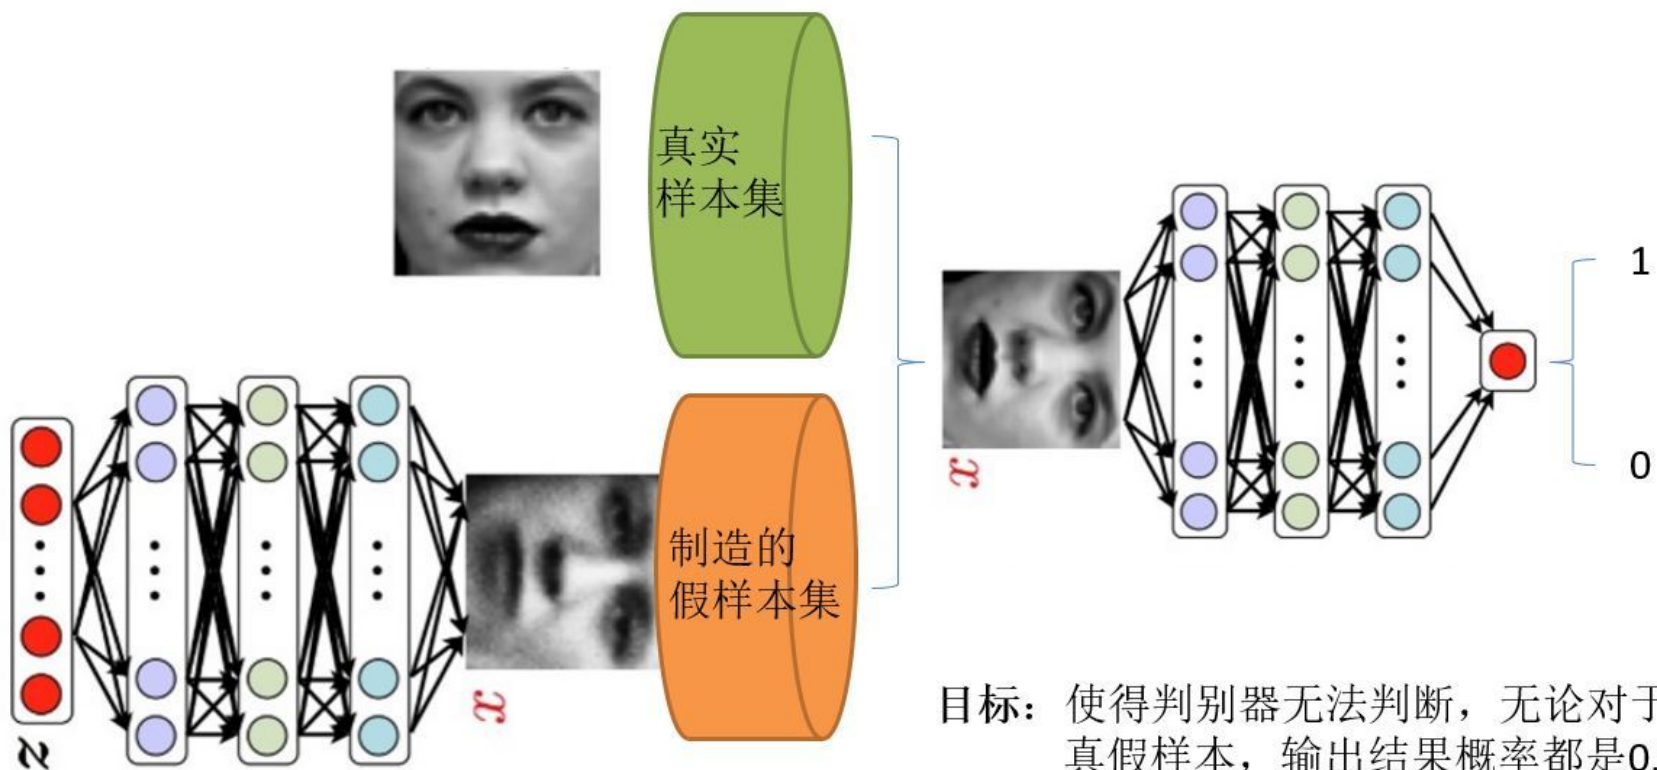 真实
样本集
制造的
假样本集
z
x
x
1
0
目标：使得判别器无法判断，无论对于
真假样本，输出结果概率都是0.